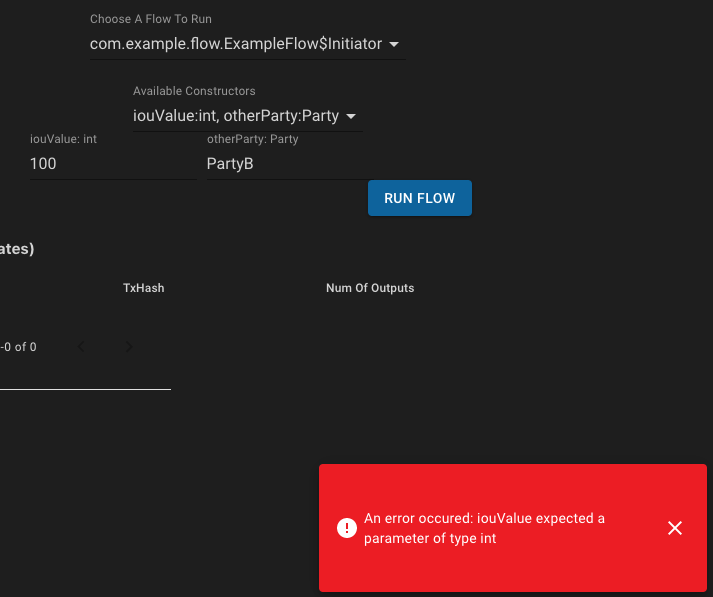 Choose A Flow To Run
com.example.flow.ExampleFlow$Initiator
Available Constructors
iouValue:int, otherParty:Party
iouValue: int otherParty: Party
100 PartyB
RUN FLOW
ates)
TxHash Num Of Outputs
-0 of 0
An error occured: iouValue expected a
parameter of type int